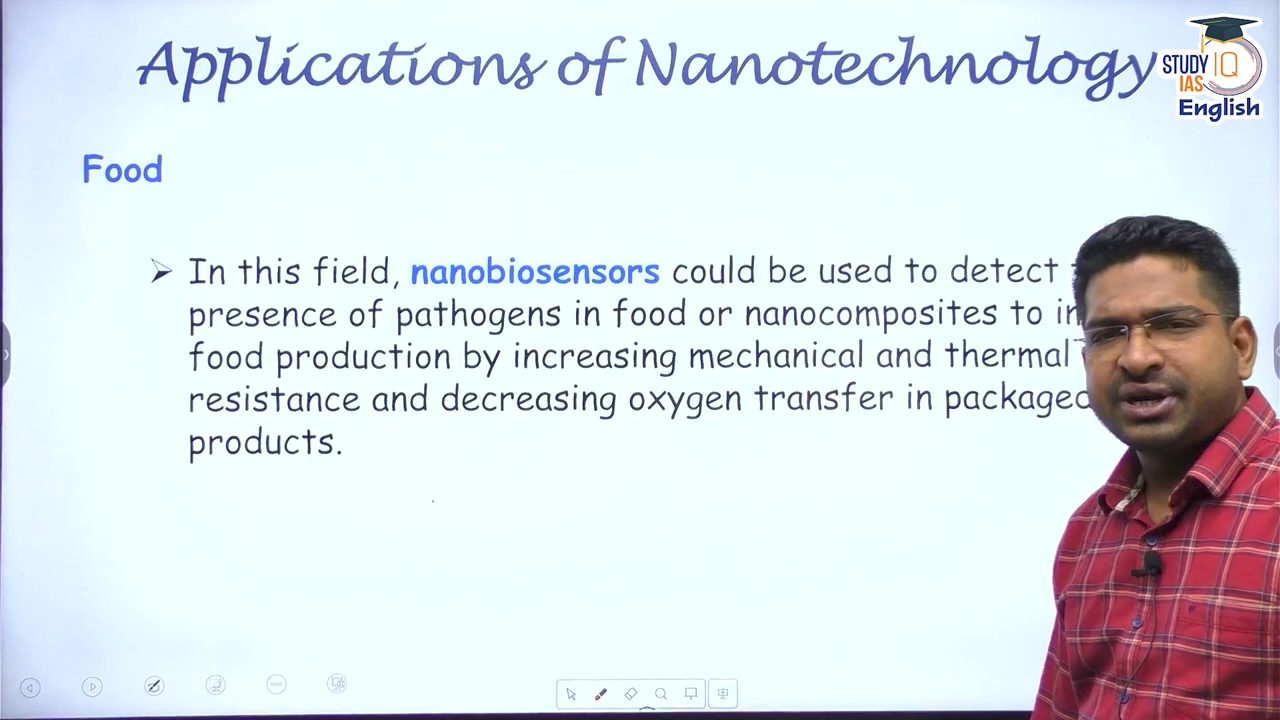 Applications of Nanotechnology
STUDY IQ
IAS
English
Food
In this field, nanobiosensors could be used to detect
presence of pathogens in food or nanocomposites to
food production by increasing mechanical and thermal
resistance and decreasing oxygen transfer in packaged
products.